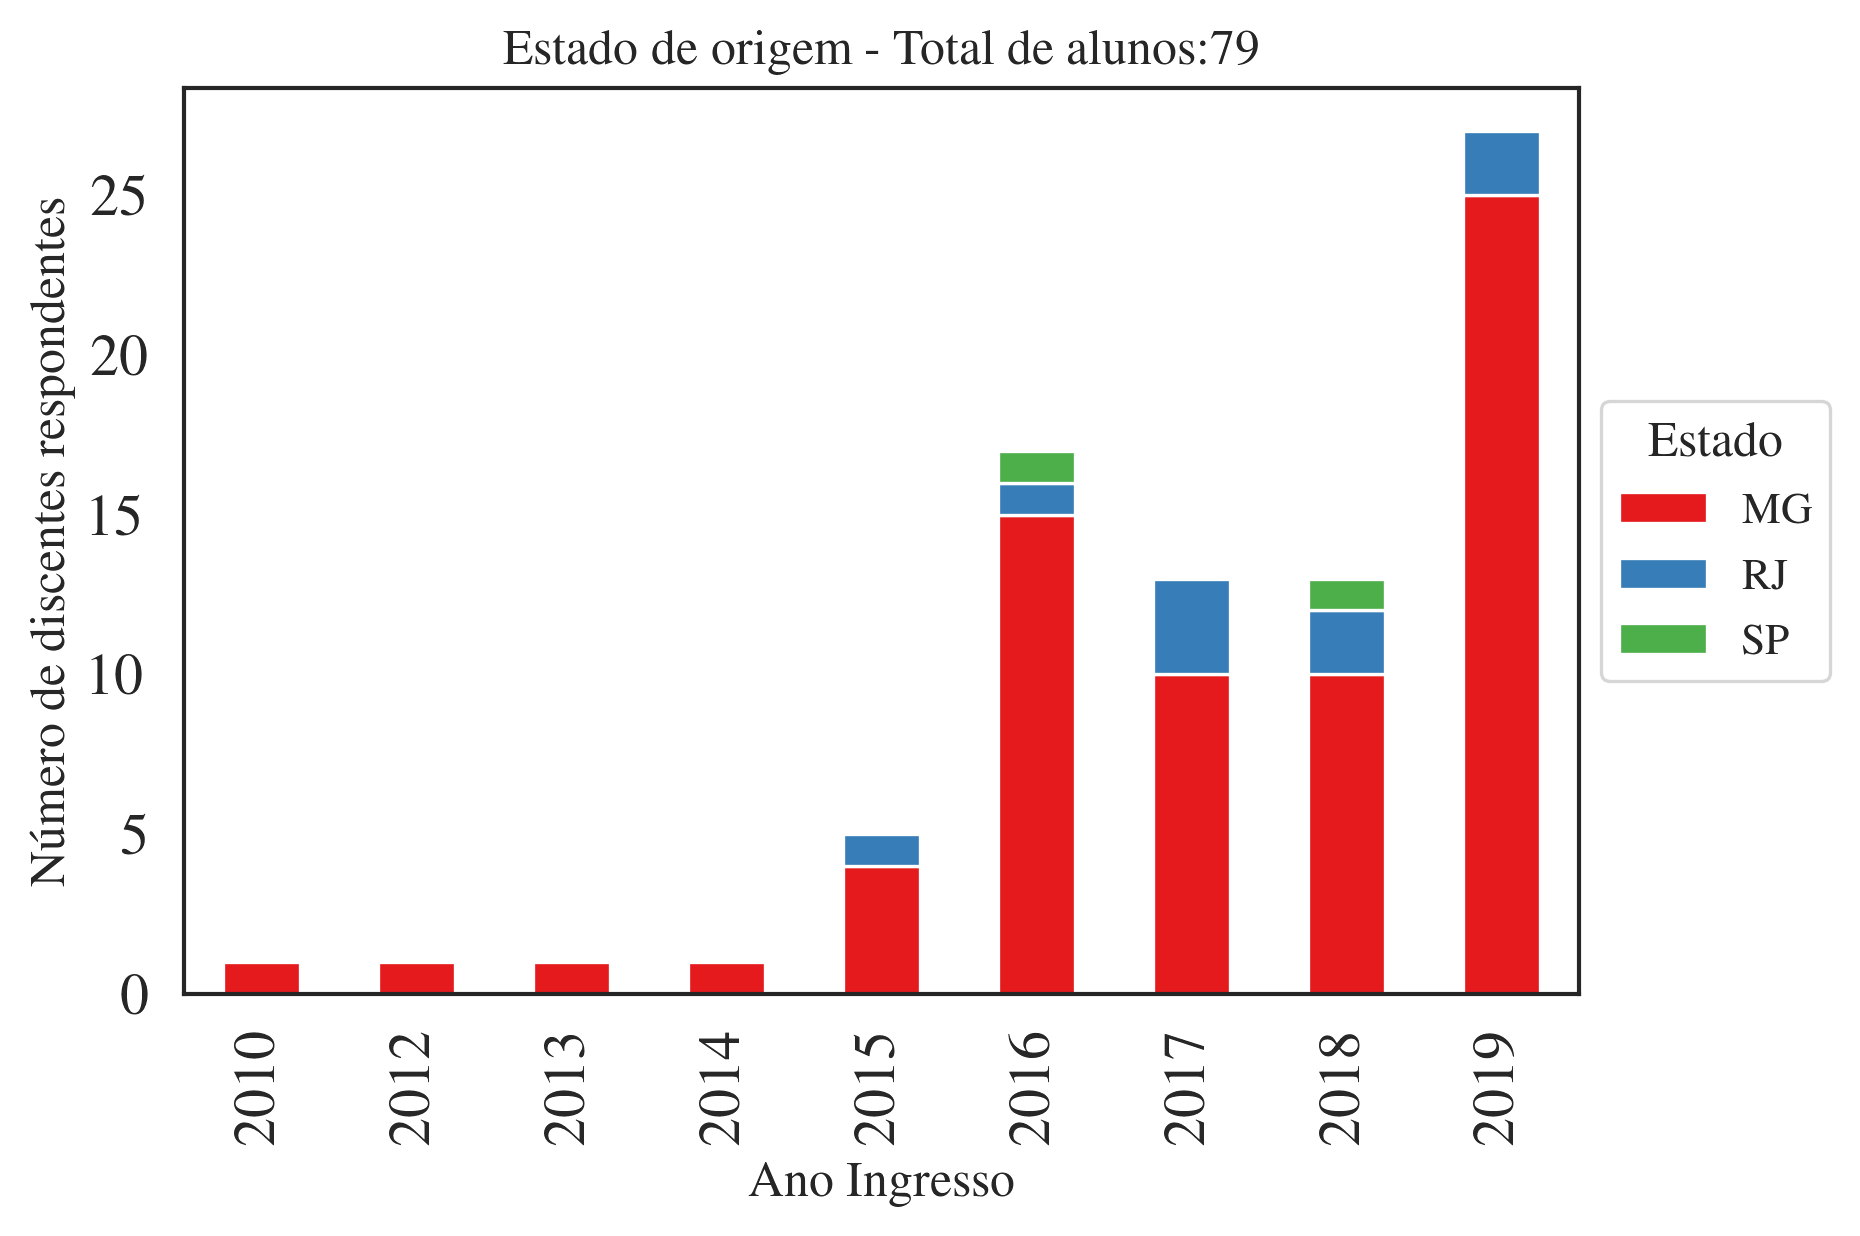 Estado de origem - Total de alunos:79
Número de discentes respondentes
25
20
15
10
5
0
2010
2012
2013
2014
2015
2016
2017
2018
2019
Ano Ingresso
Estado
MG
RJ
SP